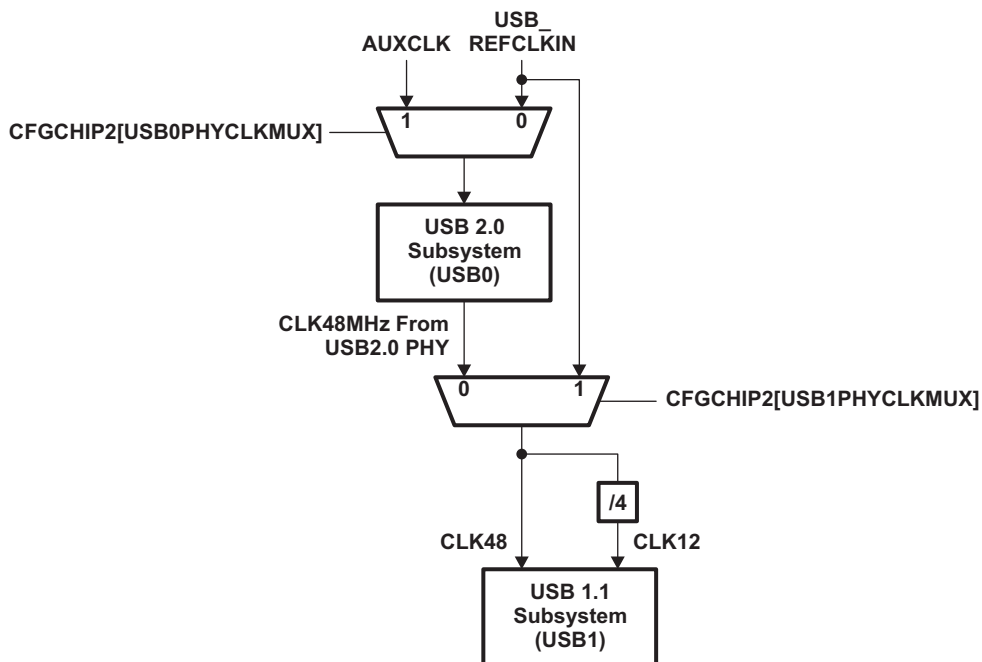 USB_
AUXCLK REFCLKIN
1 0
CFGCHIP2[USB0PHYCLKMUX]
USB 2.0
Subsystem
(USB0)
CLK48MHz From
USB2.0 PHY
0 1
CFGCHIP2[USB1PHYCLKMUX]
/4
CLK48 CLK12
USB 1.1
Subsystem
(USB1)